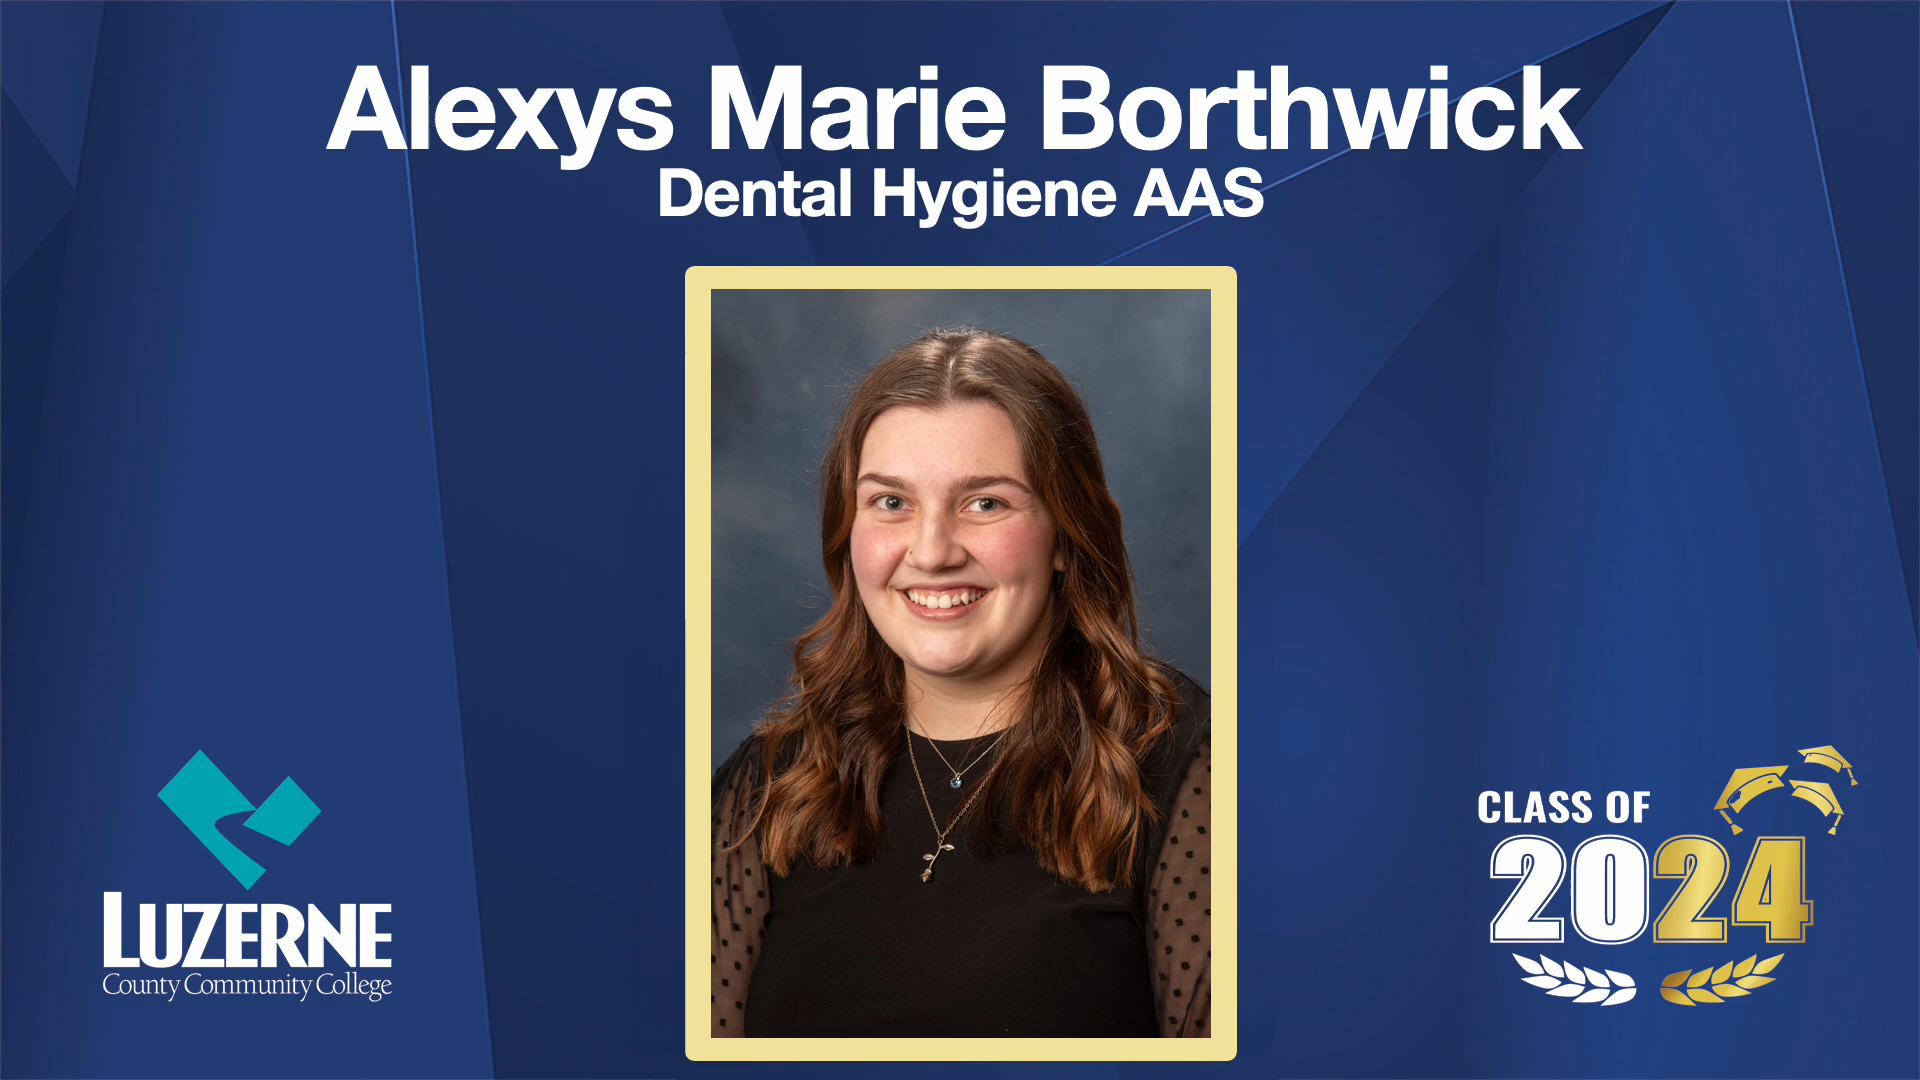 Alexys Marie Borthwick
Dental Hygiene AAS
LUZERNE
County Community College
CLASS OF
2024